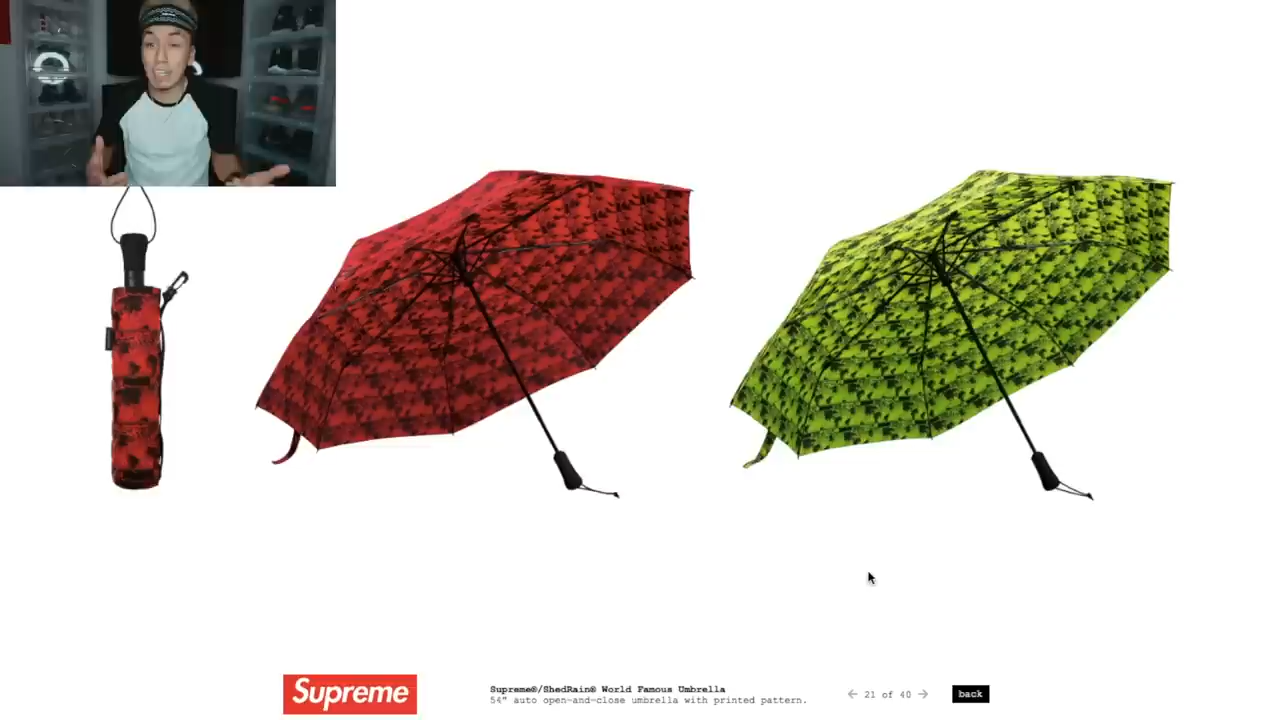 Supreme
Supreme®/ShedRain® World Famous Umbrella
54" auto open-and-close umbrella with printed pattern.
← 21 of 40 →
back